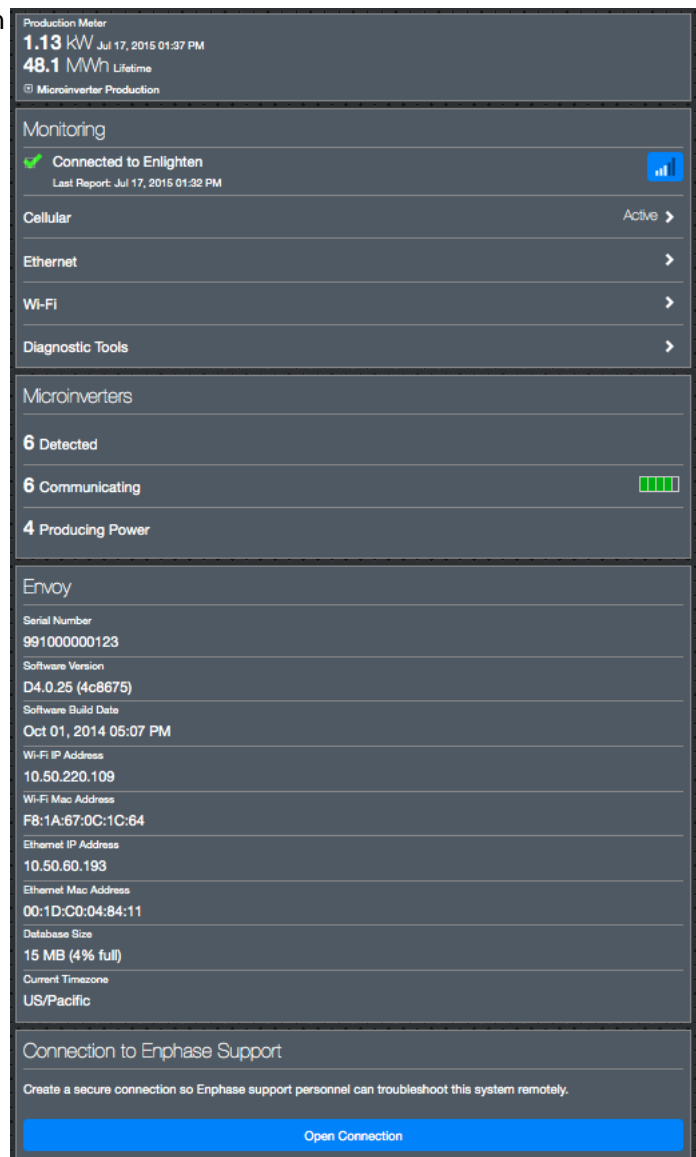 n
Production Meter
1.13 kW Jul 17, 2015 01:37 PM
48.1 MWh Lifetime
Microinverter Production
Monitoring
Connected to Enlighten
Last Report: Jul 17, 2015 01:32 PM
Cellular Active
Ethernet
Wi-Fi
Diagnostic Tools
Microinverters
6 Detected
6 Communicating
4 Producing Power
Envoy
Serial Number
991000000123
Software Version
D4.0.25 (4c8675)
Software Build Date
Oct 01, 2014 05:07 PM
Wi-Fi IP Address
10.50.220.109
Wi-Fi Mac Address
F8:1A:67:0C:1C:64
Ethernet IP Address
10.50.60.193
Ethernet Mac Address
00:1D:C0:04:84:11
Database Size
15 MB (4% full)
Current Timezone
US/Pacific
Connection to Enphase Support
Create a secure connection so Enphase support personnel can troubleshoot this system remotely.
Open Connection